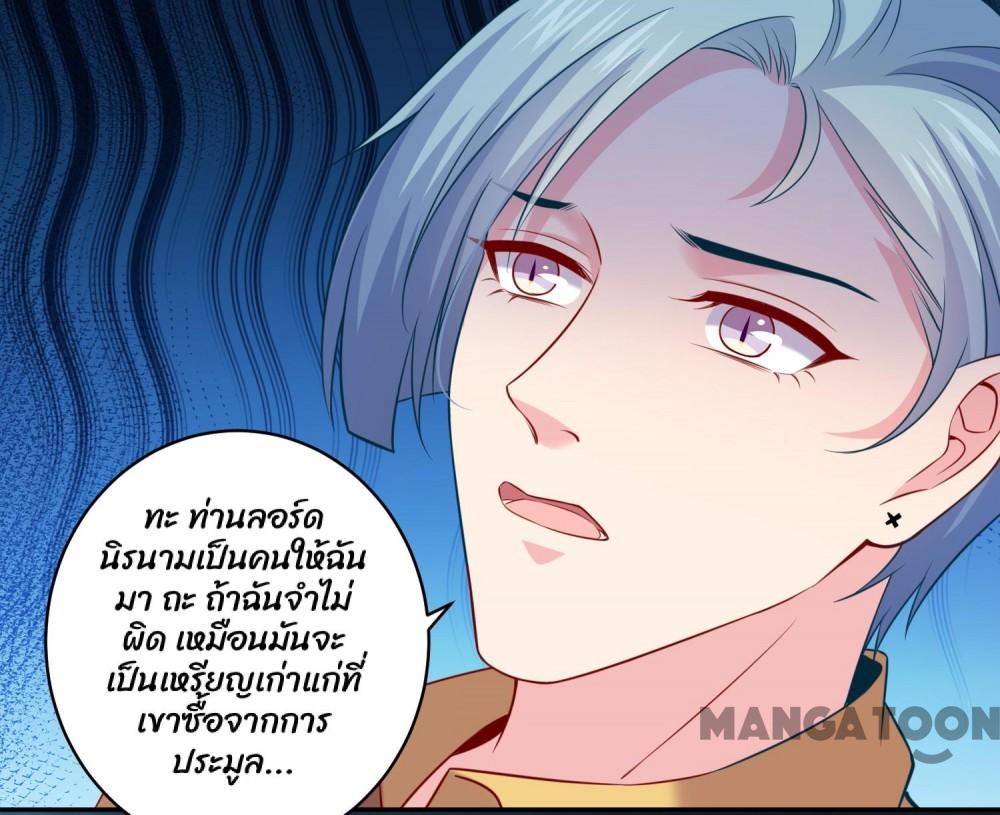 ทะ ท่านลอร์ด
นิรนามเป็นคนให้ฉัน
มา ถะ ถ้าฉันจำไม่
ผิด เหมือนมันจะ
เป็นเหรียญเก่าแก่ที่
เขาซื้อจากการ
ประมูล...
MANGATOON